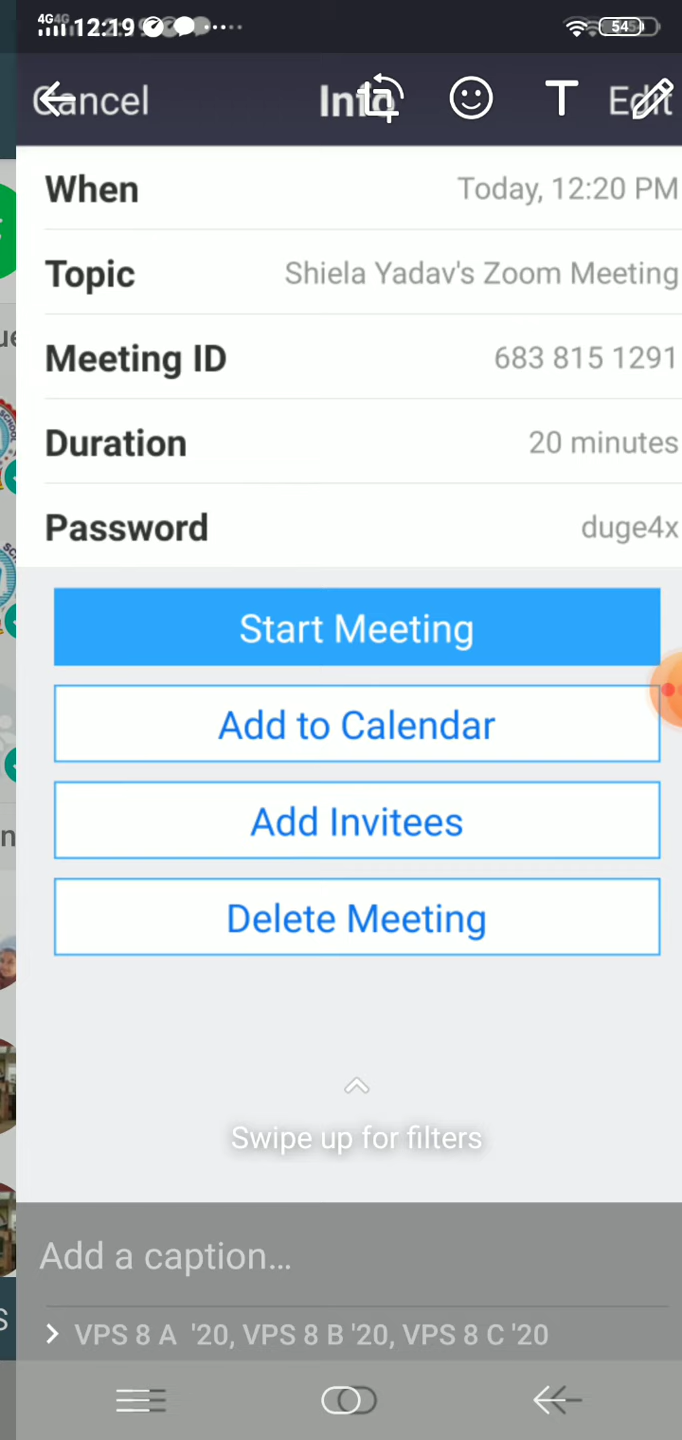 4G 12:19 54
Cancel Info Edit
T
When Today, 12:20 PM
Topic Shiela Yadav's Zoom Meeting
Meeting ID 683 815 1291
Duration 20 minutes
Password duge4x
Start Meeting
Add to Calendar
Add Invitees
Delete Meeting
Swipe up for filters
Add a caption...
VPS 8 A '20, VPS 8 B '20, VPS 8 C '20